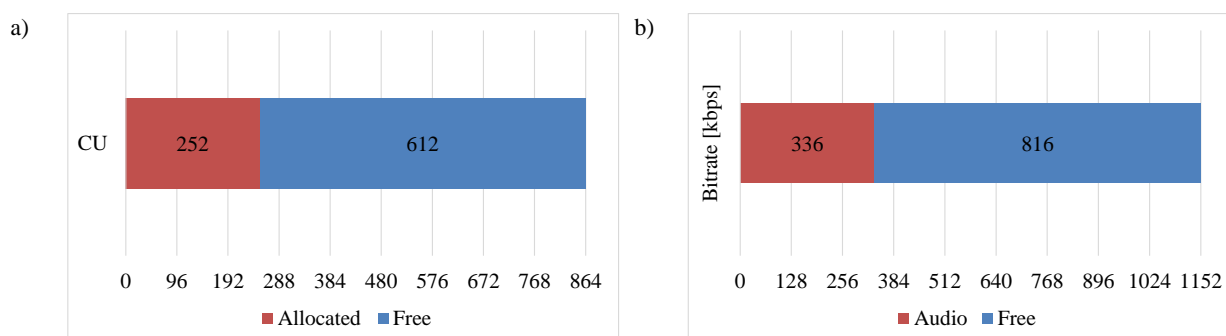 a)
CU
252
612
0 96 192 288 384 480 576 672 768 864
Allocated Free
b)
Bitrate [kbps]
336
816
0 128 256 384 512 640 768 896 1024 1152
Audio Free